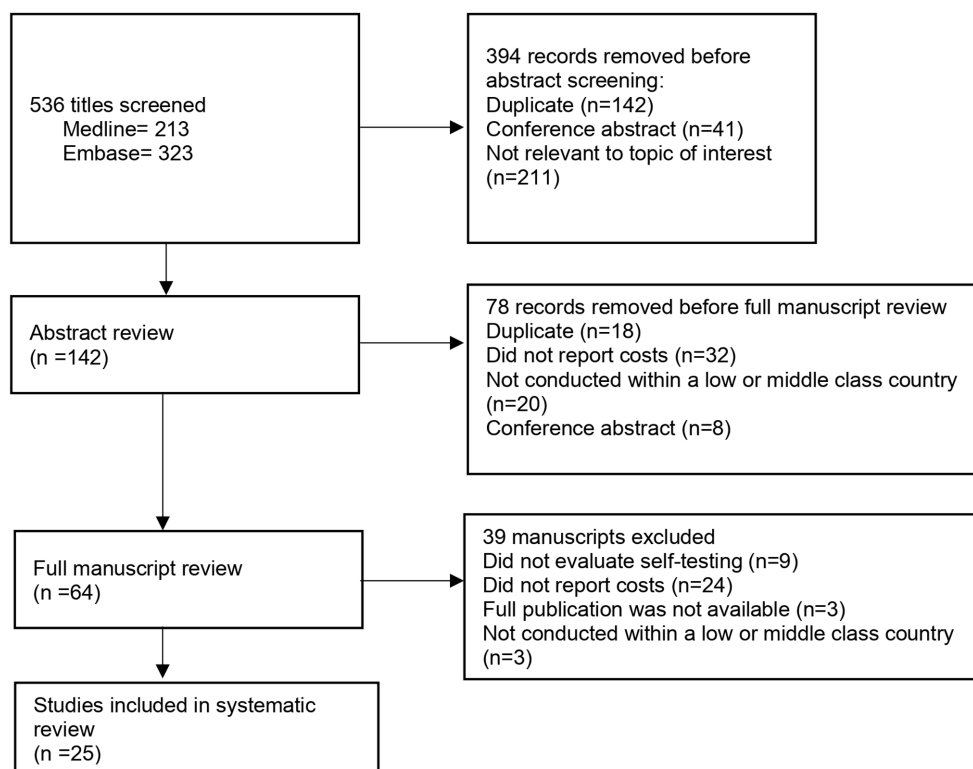 536 titles screened
Medline= 213
Embase= 323
394 records removed before
abstract screening:
Duplicate (n=142)
Conference abstract (n=41)
Not relevant to topic of interest
(n=211)
Abstract review
(n =142)
78 records removed before full manuscript review
Duplicate (n=18)
Did not report costs (n=32)
Not conducted within a low or middle class country
(n=20)
Conference abstract (n=8)
Full manuscript review
(n =64)
39 manuscripts excluded
Did not evaluate self-testing (n=9)
Did not report costs (n=24)
Full publication was not available (n=3)
Not conducted within a low or middle class country
(n=3)
Studies included in systematic
review
(n =25)